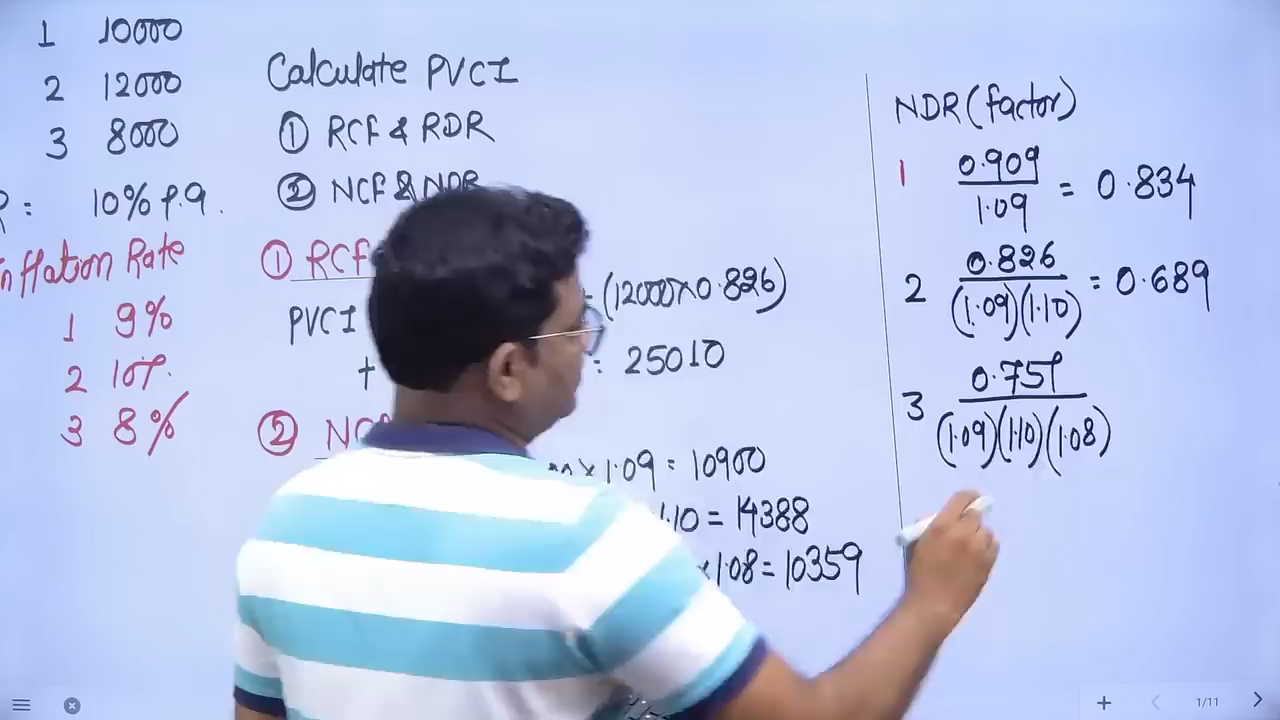 1 10000
2 12000
3 8000
: 10% p.a.
Inflation Rate
1 9%
2 10%
3 8%
Calculate PVCI
① RCF & RDR
② NCF & NDR
① RCF
PVCI (12000×0.826)
+ : 25010
②
×1.09 = 10900
1.10 = 14388
×1.08 = 10359
NDR (factor)
1 0.909
1.09
= 0.834
2 0.826
(1.09)(1.10)
= 0.689
3 0.751
(1.09)(1.10)(1.08)
1/11